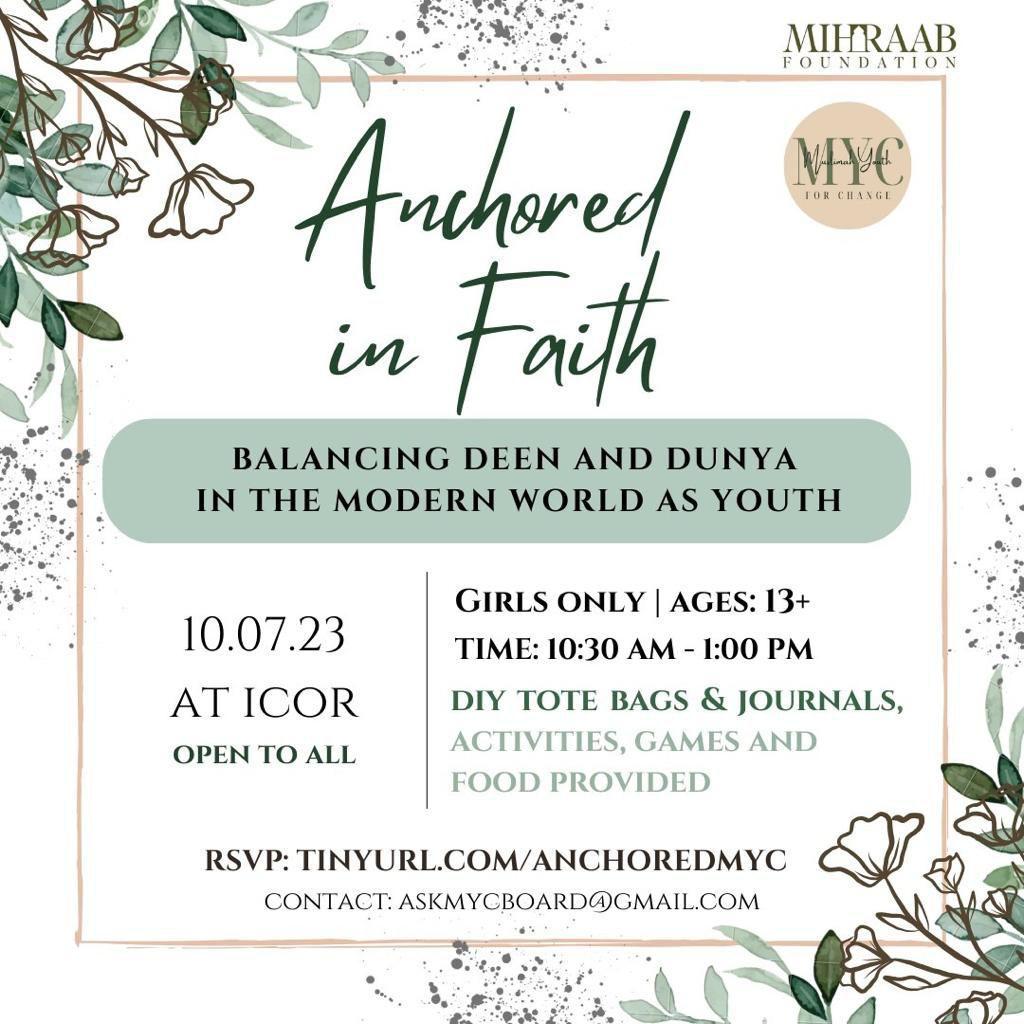 MIHRAAB
FOUNDATION
MYC
Muslimah Youth
FOR CHANGE
Anchored
in Faith
BALANCING DEEN AND DUNYA
IN THE MODERN WORLD AS YOUTH
10.07.23
AT ICOR
OPEN TO ALL
GIRLS ONLY | AGES: 13+
TIME: 10:30 AM - 1:00 PM
DIY TOTE BAGS & JOURNALS,
ACTIVITIES, GAMES AND
FOOD PROVIDED
RSVP: TINYURL.COM/ANCHOREDMYC
CONTACT: ASKMYCBOARD@GMAIL.COM